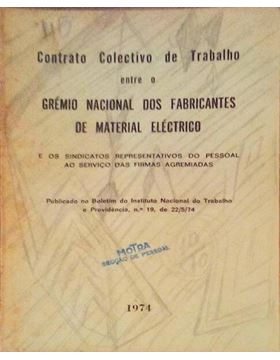 Contrato Colectivo de Trabalho
entre o
GRÉMIO NACIONAL DOS FABRICANTES
DE MATERIAL ELÉCTRICO
E OS SINDICATOS REPRESENTATIVOS DO PESSOAL
AO SERVIÇO DAS FIRMAS AGREMIADAS
Publicado no Boletim do Instituto Nacional do Trabalho
e Previdência, n.º 19, de 22/5/74
MOTRA
SECÇÃO DE PESSOAL
1974